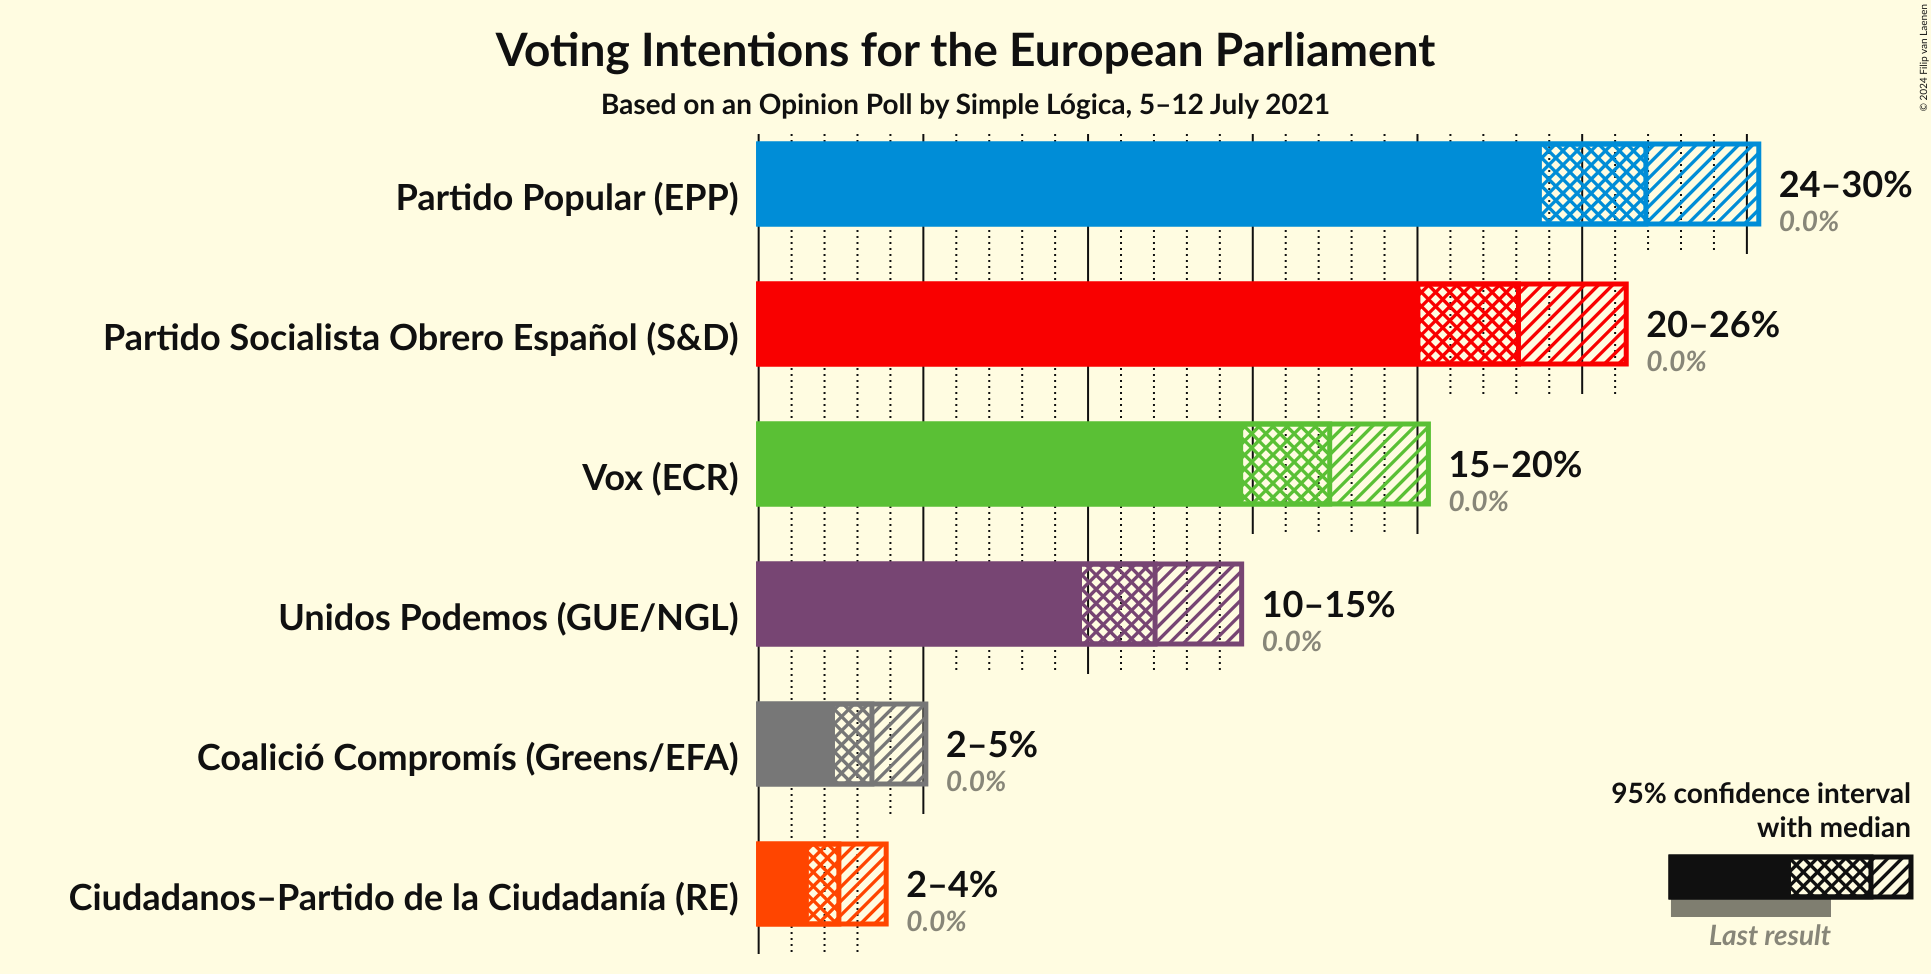 Voting Intentions for the European Parliament
Based on an Opinion Poll by Simple Lógica, 5–12 July 2021
© 2024 Filip van Laenen
Partido Popular (EPP)
24–30%
0.0%
Partido Socialista Obrero Español (S&D)
20–26%
0.0%
Vox (ECR)
15–20%
0.0%
Unidos Podemos (GUE/NGL)
10–15%
0.0%
Coalició Compromís (Greens/EFA)
2–5%
0.0%
Ciudadanos–Partido de la Ciudadanía (RE)
2–4%
0.0%
95% confidence interval
with median
Last result